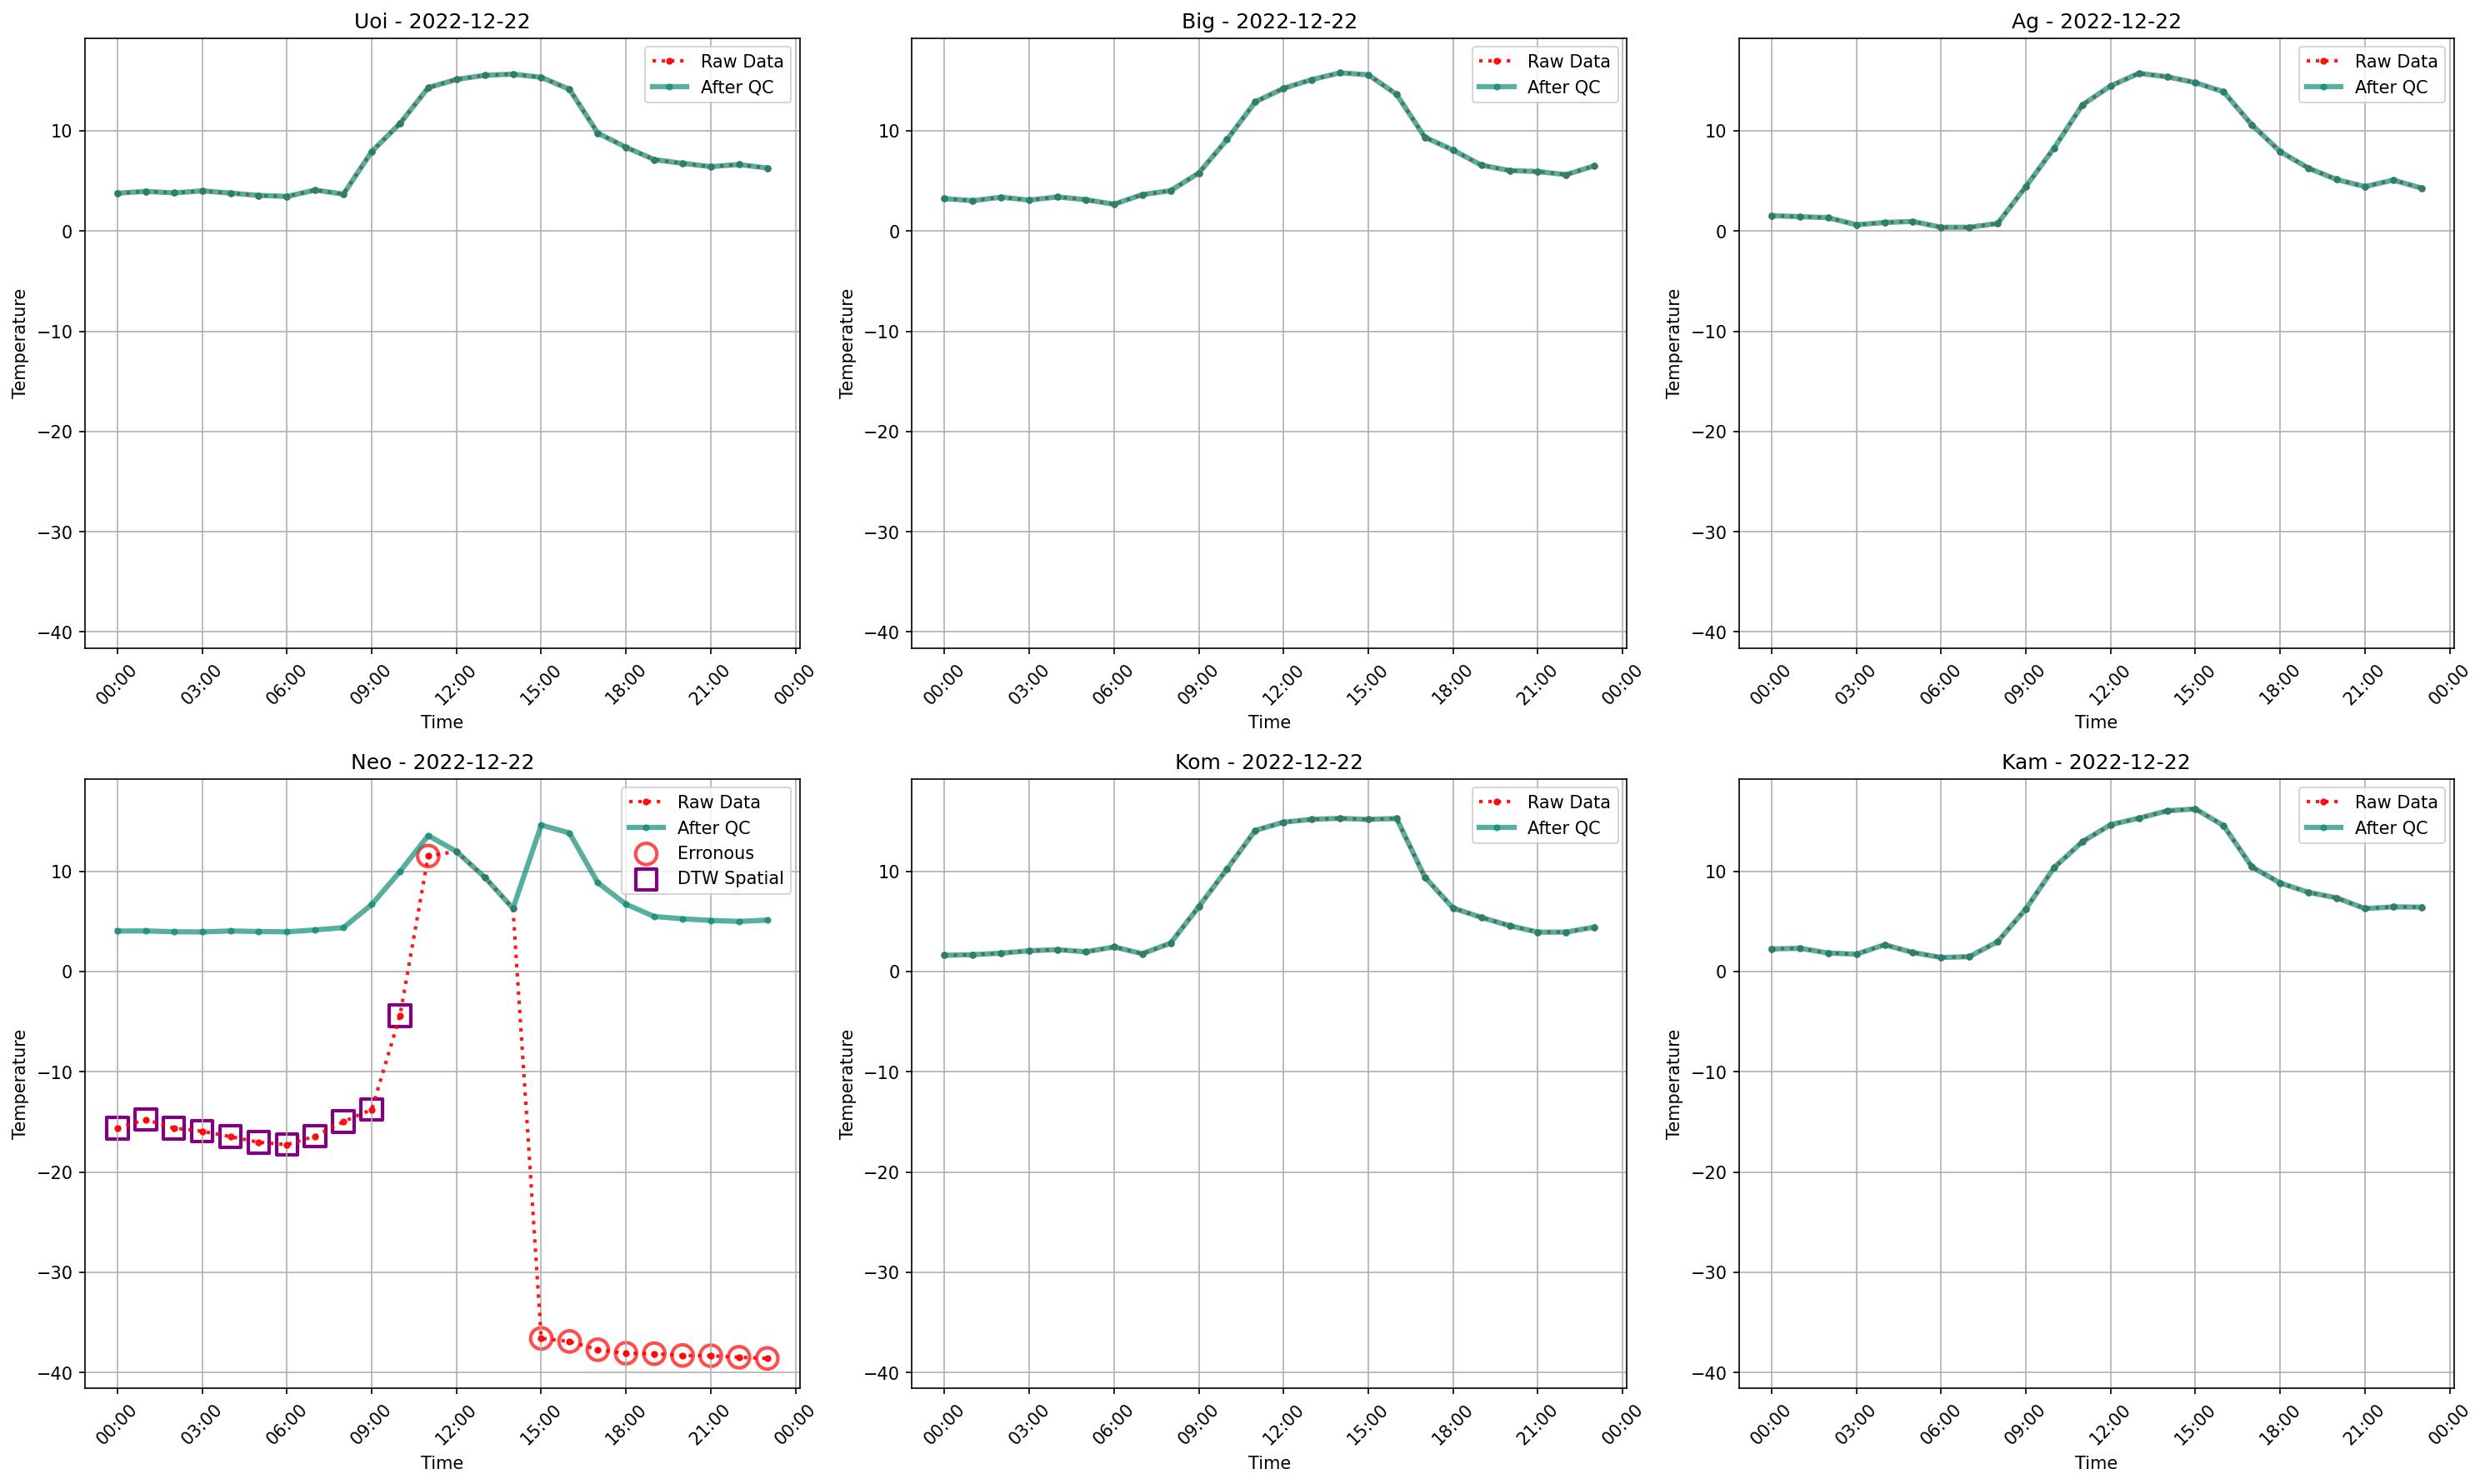 Uoi - 2022-12-22
Raw Data
After QC
Temperature
10
0
−10
−20
−30
−40
00:00 03:00 06:00 09:00 12:00 15:00 18:00 21:00 00:00
Time
Big - 2022-12-22
Raw Data
After QC
Temperature
10
0
−10
−20
−30
−40
00:00 03:00 06:00 09:00 12:00 15:00 18:00 21:00 00:00
Time
Ag - 2022-12-22
Raw Data
After QC
Temperature
10
0
−10
−20
−30
−40
00:00 03:00 06:00 09:00 12:00 15:00 18:00 21:00 00:00
Time
Neo - 2022-12-22
Raw Data
After QC
Erronous
DTW Spatial
Temperature
10
0
−10
−20
−30
−40
00:00 03:00 06:00 09:00 12:00 15:00 18:00 21:00 00:00
Time
Kom - 2022-12-22
Raw Data
After QC
Temperature
10
0
−10
−20
−30
−40
00:00 03:00 06:00 09:00 12:00 15:00 18:00 21:00 00:00
Time
Kam - 2022-12-22
Raw Data
After QC
Temperature
10
0
−10
−20
−30
−40
00:00 03:00 06:00 09:00 12:00 15:00 18:00 21:00 00:00
Time